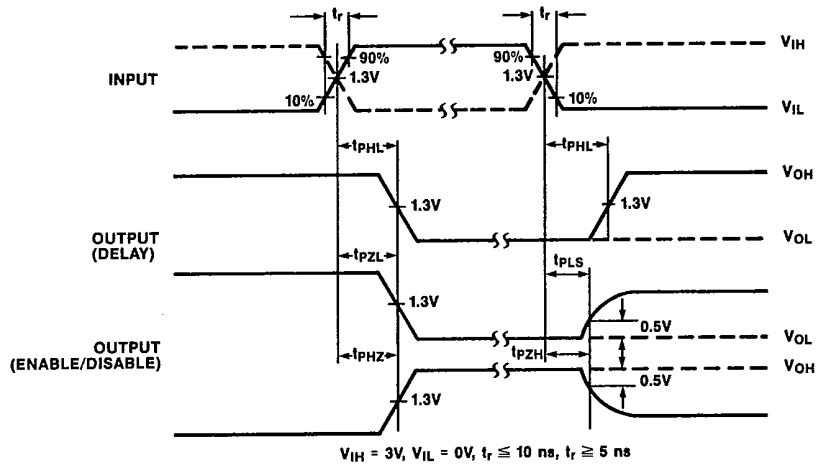 tr tr
VIH
90% 90%
INPUT 1.3V 1.3V
10% 10%
VIL
tPHL tPHL
VOH
1.3V 1.3V
OUTPUT
(DELAY)
VOL
tPZL tPLS
1.3V 0.5V
OUTPUT
(ENABLE/DISABLE)
VOL
tPHZ tPZH
VOH
1.3V 0.5V
VIH = 3V, VIL = 0V, tr ≦ 10 ns, tr ≧ 5 ns